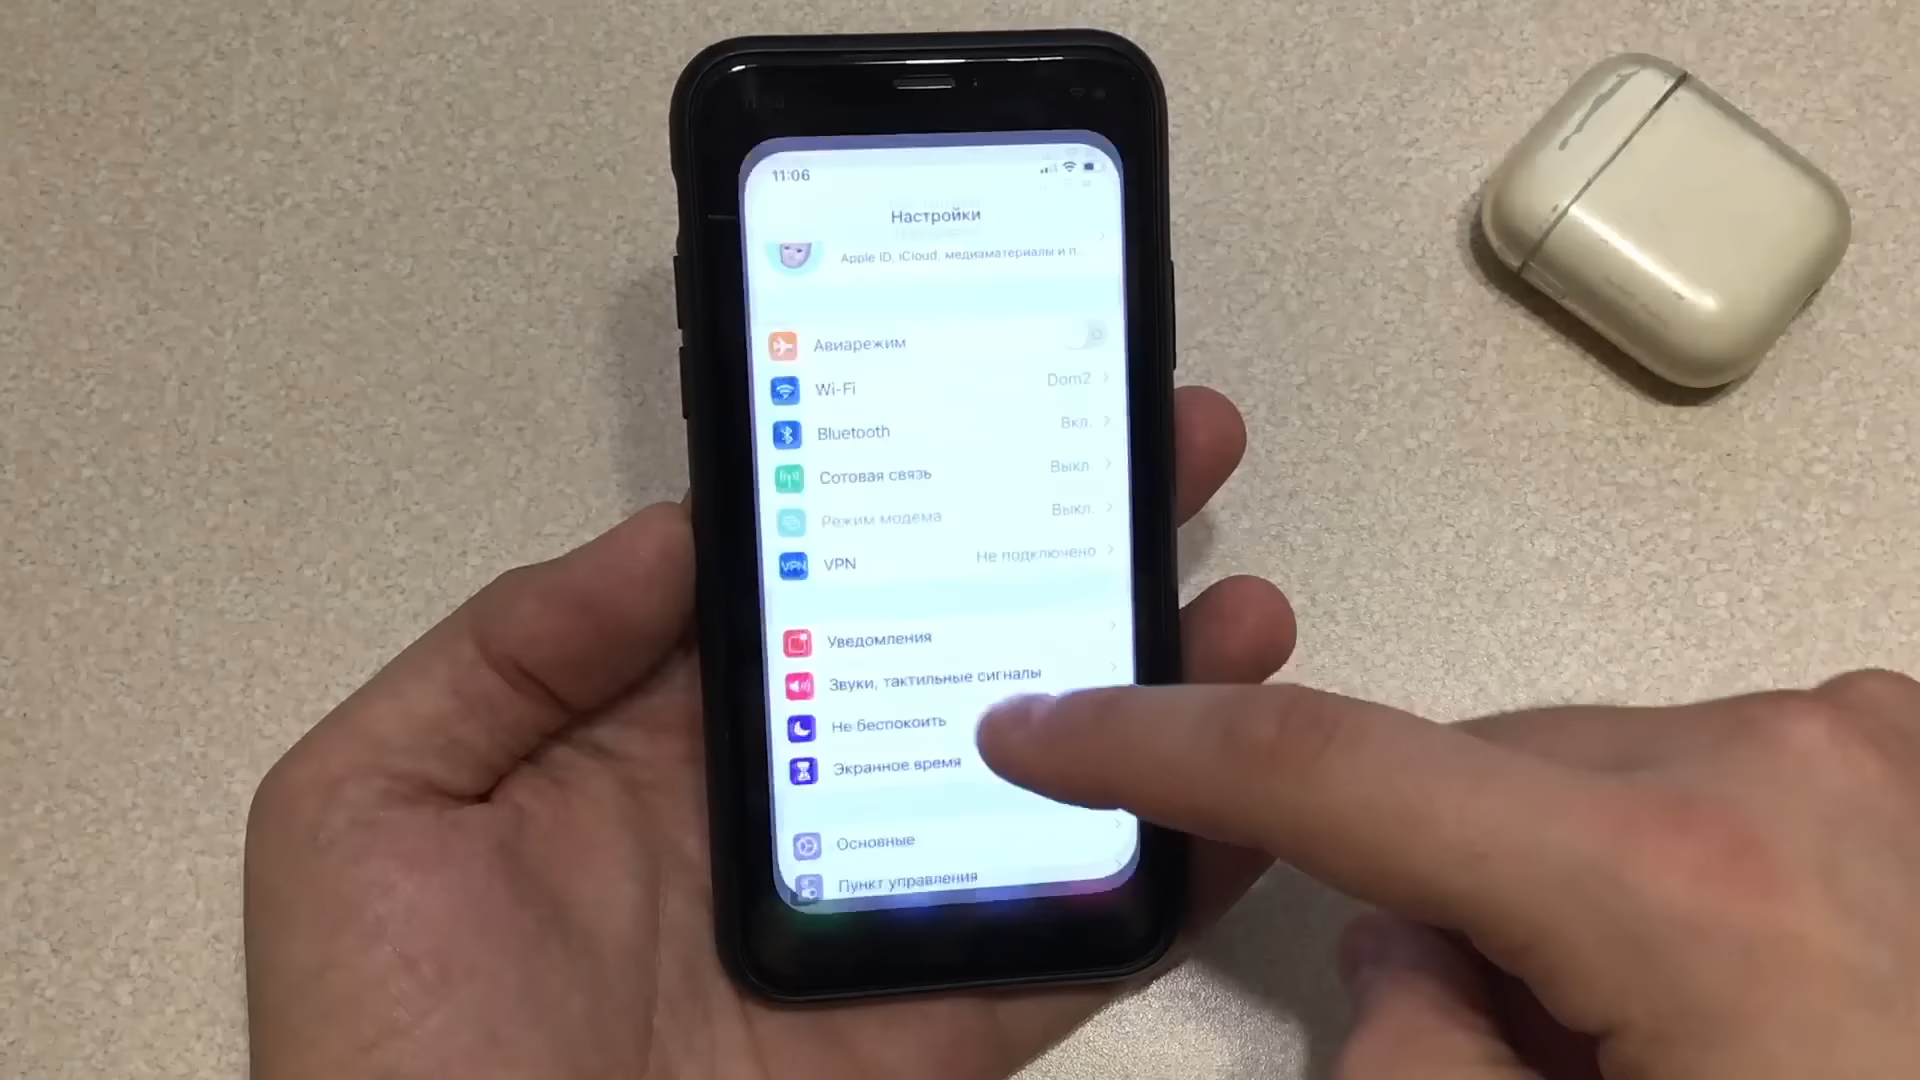 11:06
Настройки
Apple ID, iCloud, медиаматериалы и п...
Авиарежим
Wi-Fi Dom2
Bluetooth Вкл.
Сотовая связь Выкл.
Режим модема Выкл.
VPN VPN Не подключено
Уведомления
Звуки, тактильные сигналы
Не беспокоить
Экранное время
Основные
Пункт управления